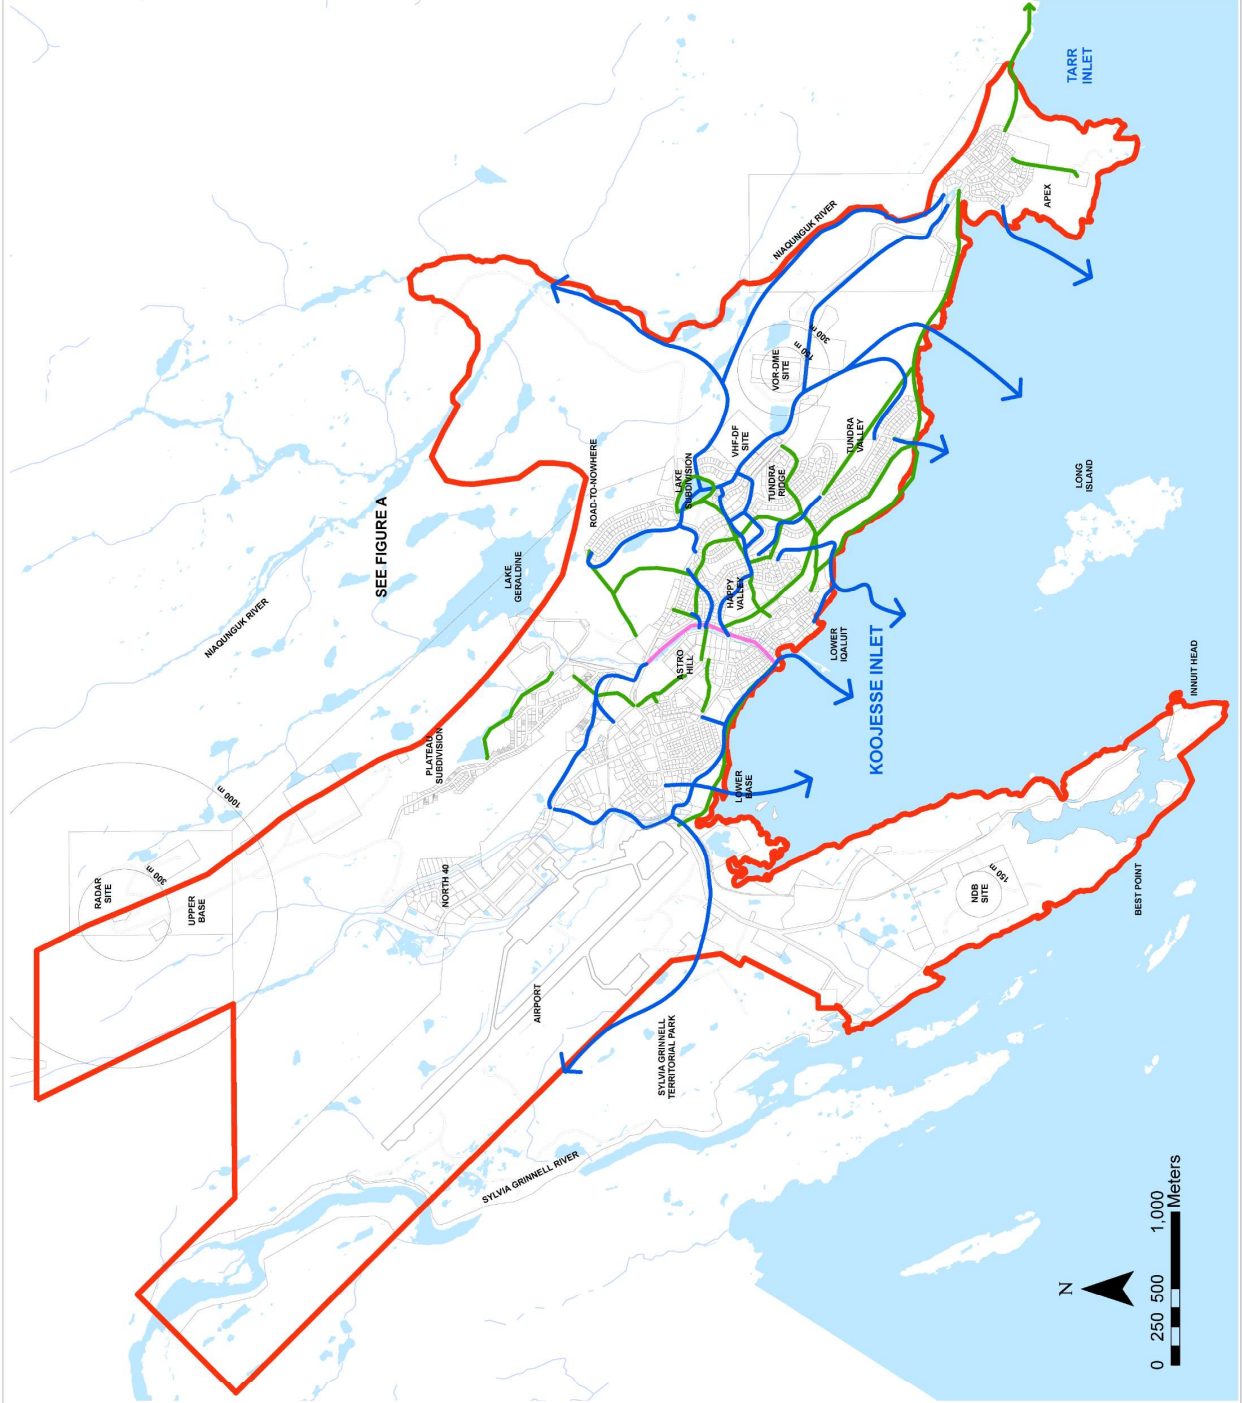 TARR
INLET
APEX
NIAQUNGUK RIVER
300 m
150 m
VOR-DME
SITE
VHF-DF
SITE
TUNDRA
VALLEY
TUNDRA
RIDGE
LAKE
SUBDIVISION
ROAD-TO-NOWHERE
SEE FIGURE A
LAKE
GERALDINE
NIAQUNGUK RIVER
HAPPY
VALLEY
ASTRO
HILL
LOWER
IQALUIT
LONG
ISLAND
KOOJESSE INLET
INNUIT HEAD
PLATEAU
SUBDIVISION
LOWER
BASE
1000 m
300 m
RADAR
SITE
UPPER
BASE
NORTH 40
NDB
SITE
150 m
BEST POINT
AIRPORT
SYLVIA GRINNELL
TERRITORIAL PARK
SYLVIA GRINNELL RIVER
N
0 250 500 1,000
Meters